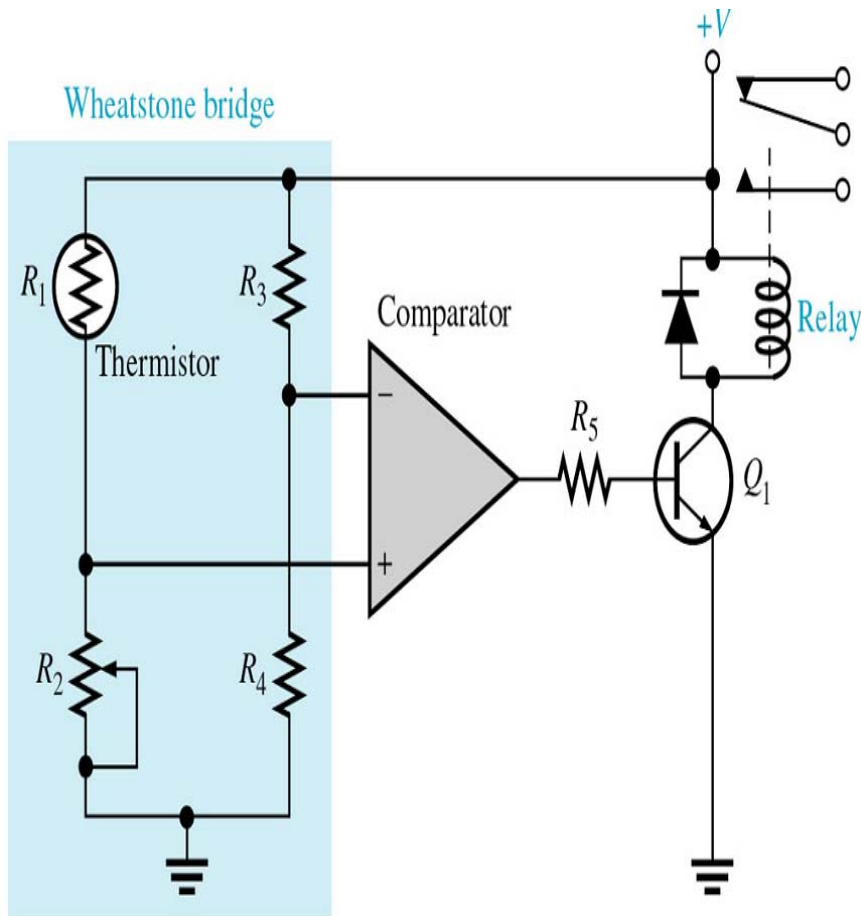 +V
Wheatstone bridge
R1
R3
Comparator
Relay
Thermistor
−
R5
Q1
+
R2
R4